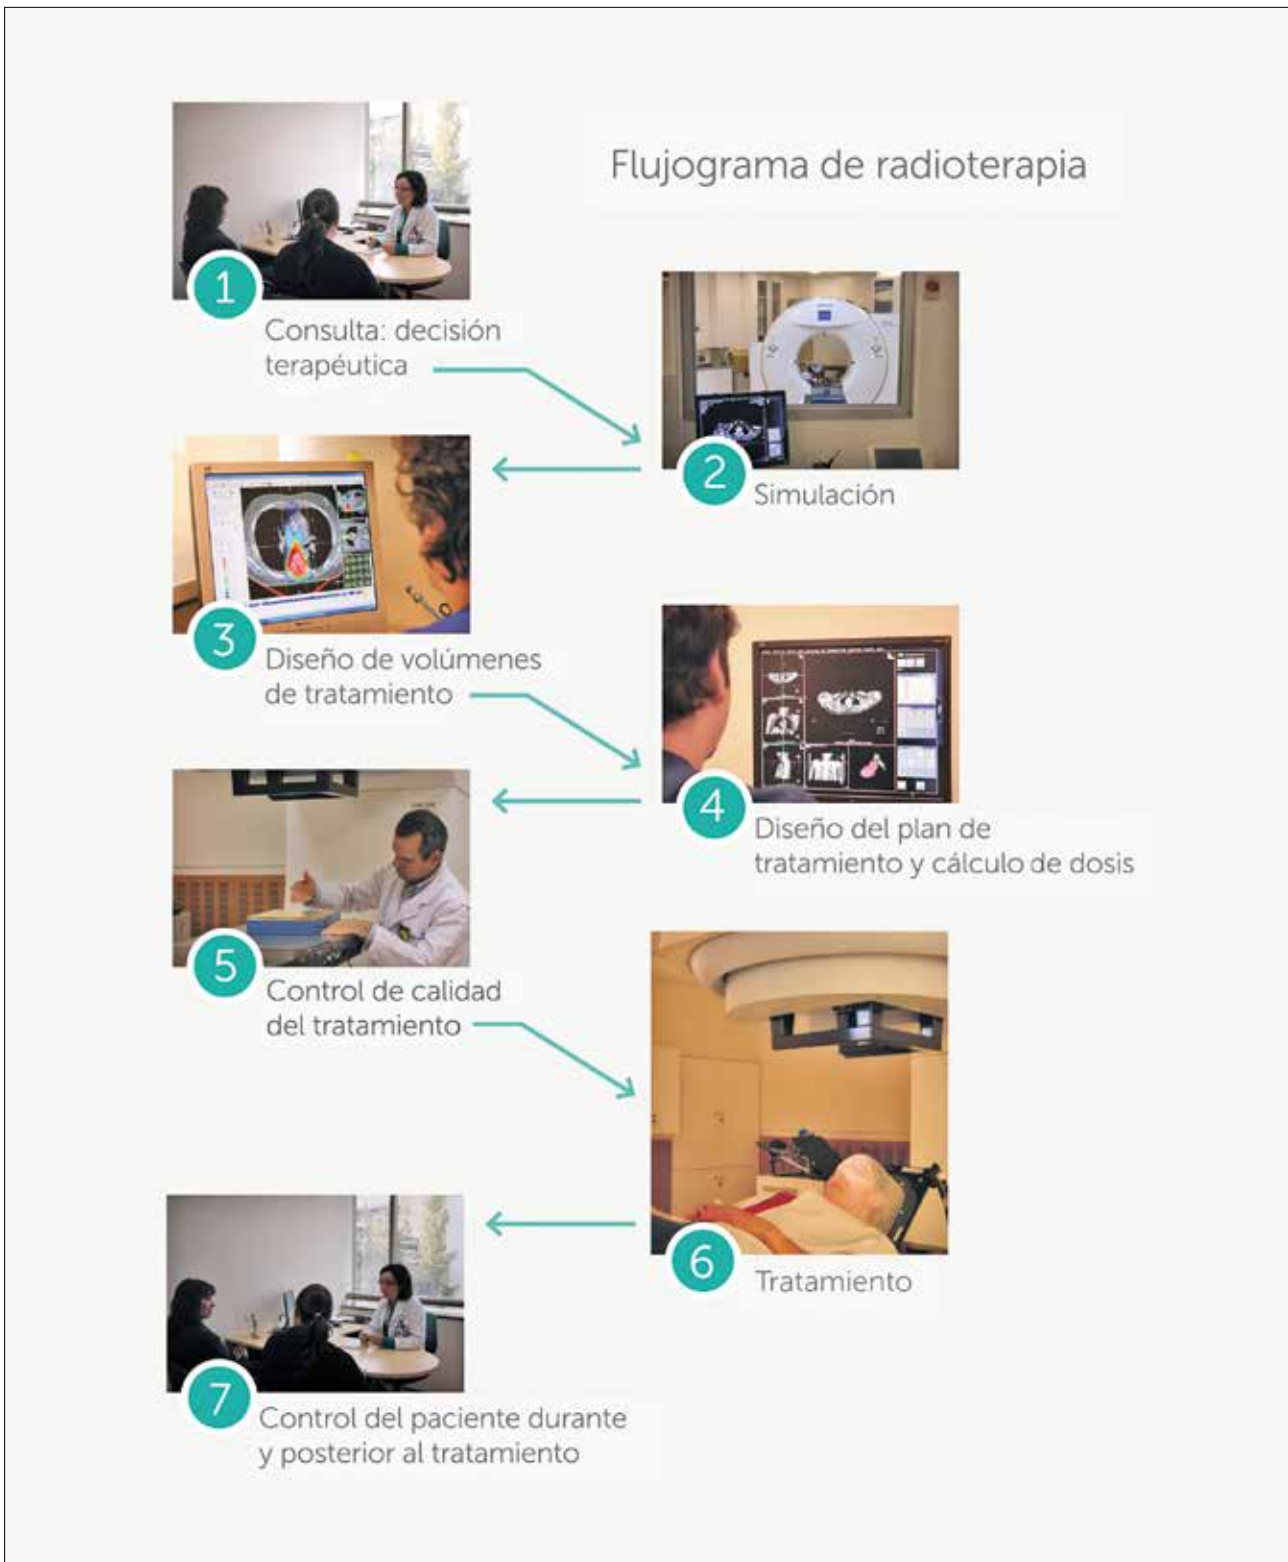 Flujograma de radioterapia
1
Consulta: decisión
terapéutica
2
Simulación
3
Diseño de volúmenes
de tratamiento
4
Diseño del plan de
tratamiento y cálculo de dosis
5
Control de calidad
del tratamiento
6
Tratamiento
7
Control del paciente durante
y posterior al tratamiento